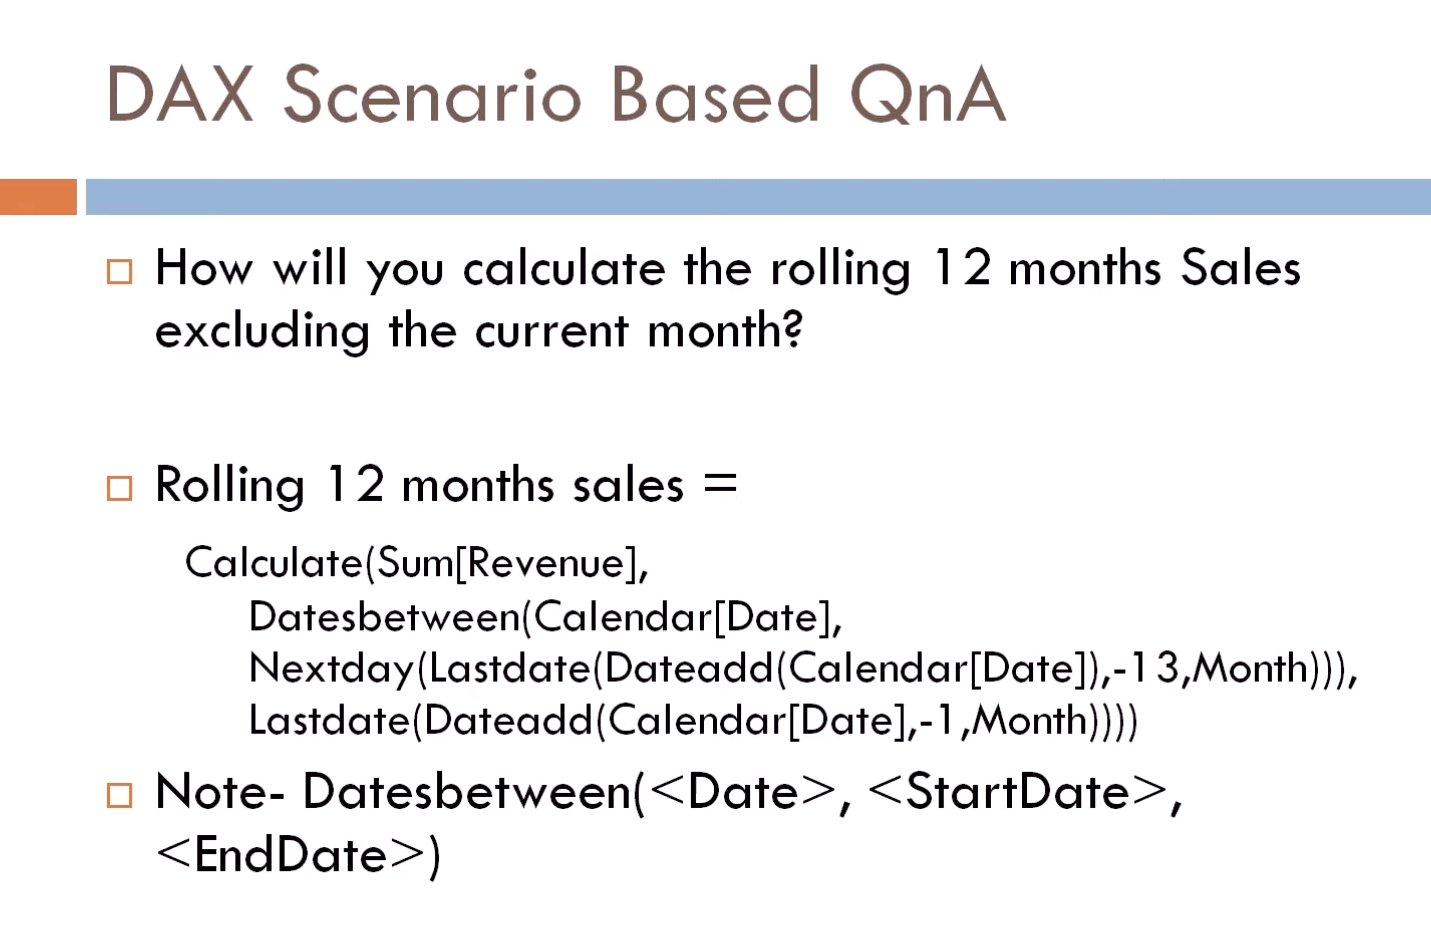 DAX Scenario Based QnA
How will you calculate the rolling 12 months Sales
excluding the current month?
Rolling 12 months sales =
Calculate(Sum[Revenue],
Datesbetween(Calendar[Date],
Nextday(Lastdate(Dateadd(Calendar[Date]),-13,Month))),
Lastdate(Dateadd(Calendar[Date],-1,Month))))
Note- Datesbetween(<Date>, <StartDate>,
<EndDate>)